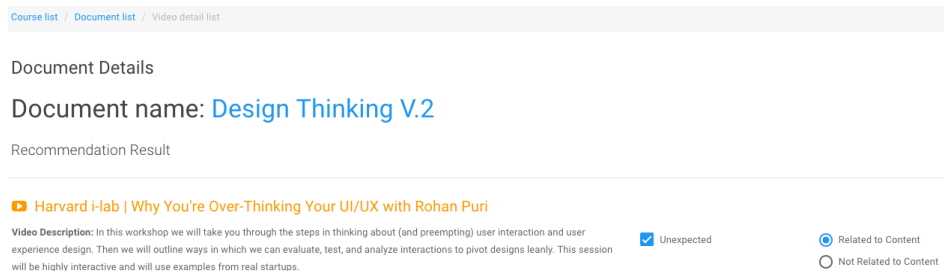 Course list / Document list / Video detail list
Document Details
Document name: Design Thinking V.2
Recommendation Result
Harvard i-lab | Why You're Over-Thinking Your UI/UX with Rohan Puri
Video Description: In this workshop we will take you through the steps in thinking about (and preempting) user interaction and user
experience design. Then we will outline ways in which we can evaluate, test, and analyze interactions to pivot designs leanly. This session
will be highly interactive and will use examples from real startups.
Unexpected
Related to Content
Not Related to Content